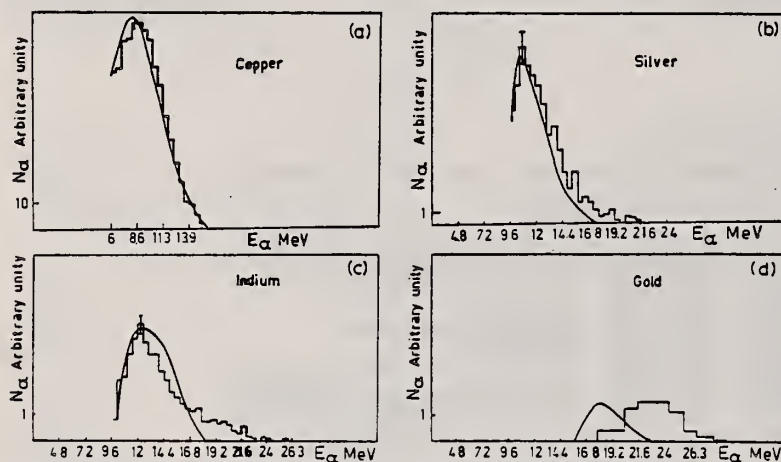 (a)
Copper
Nα Arbitrary unity
10
6 8.6 11.3 13.9 Eα MeV
(b)
Silver
Nα Arbitrary unity
1
4.8 7.2 9.6 12 14.4 16.8 19.2 21.6 24 Eα MeV
(c)
Indium
Nα Arbitrary unity
1
4.8 7.2 9.6 12 14.4 16.8 19.2 21.6 24 26.3 Eα MeV
(d)
Gold
Nα Arbitrary unity
1
4.8 7.2 9.6 12 14.4 16.8 19.2 21.6 24 26.3 Eα MeV